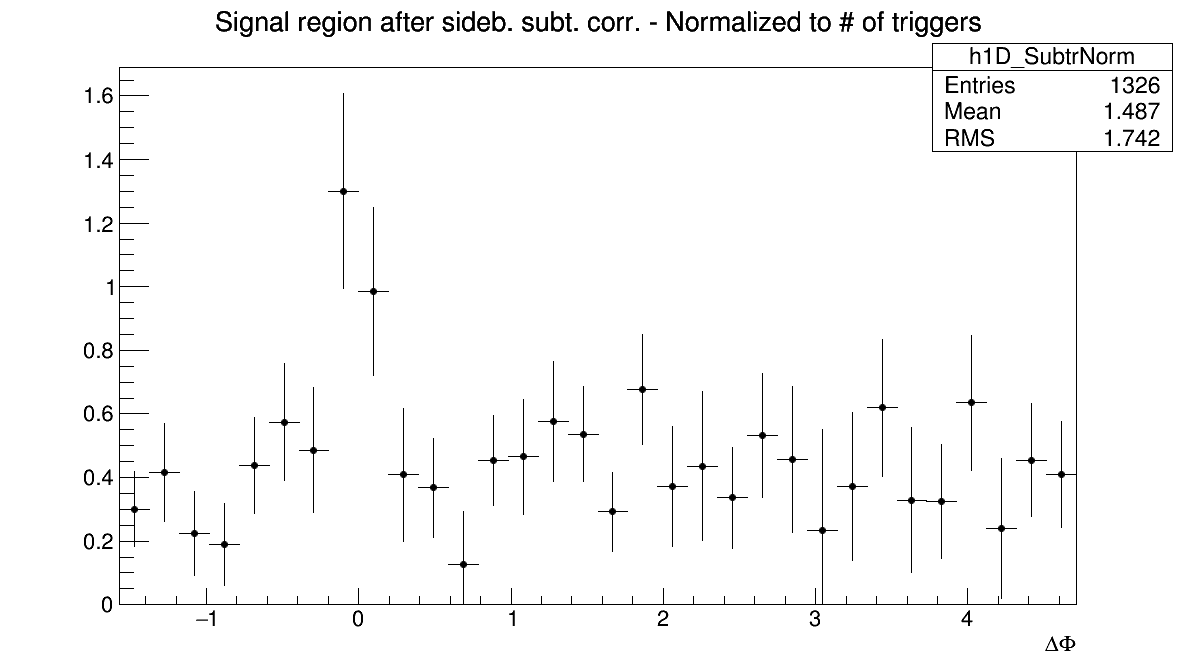 Signal region after sideb. subt. corr. - Normalized to # of triggers
h1D_SubtrNorm
Entries 1326
Mean 1.487
RMS 1.742
1.6
1.4
1.2
1
0.8
0.6
0.4
0.2
0
−1 0 1 2 3 4
ΔΦ